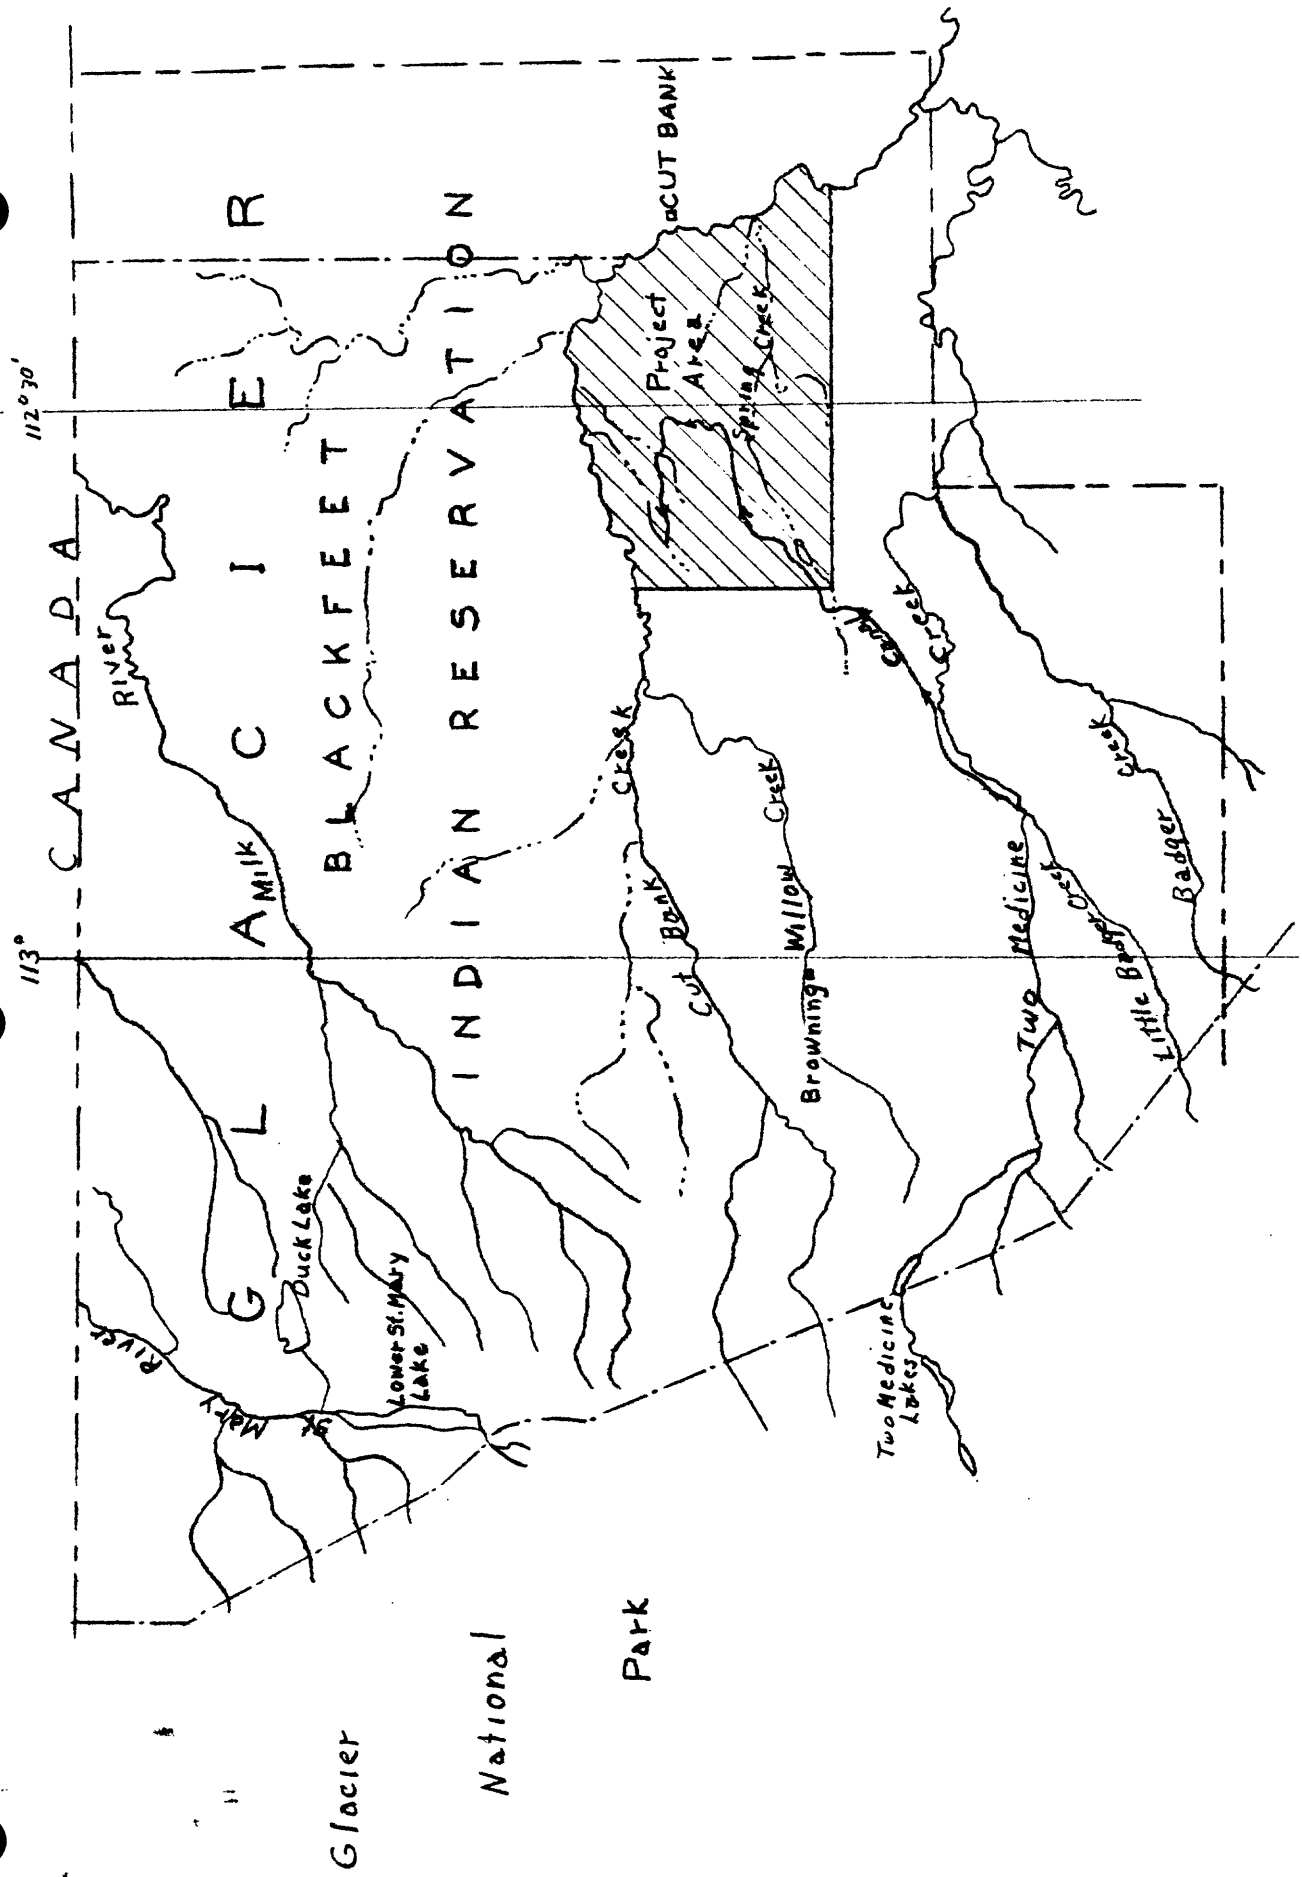 113°
112°30'
CANADA
GLACIER
River
Milk
River
St. Mary
Duck Lake
Lower St. Mary
Lake
BLACKFEET
INDIAN RESERVATION
Glacier
National
Park
Cut Bank Creek
CUT BANK
Project
Area
Spring Creek
Browning
Willow Creek
Two Medicine
Lakes
Two Medicine Creek
Canal
Little Badger Creek
Badger Creek